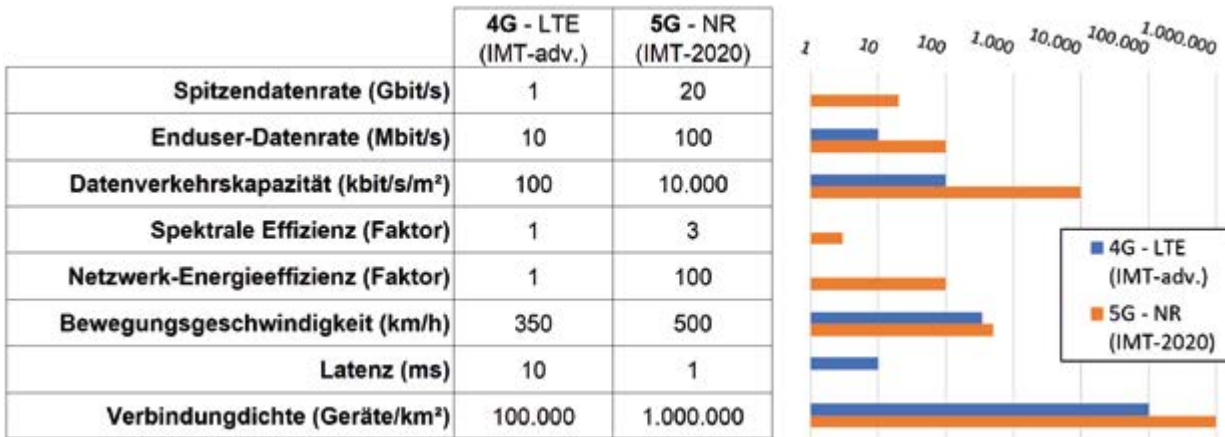 4G - LTE 5G - NR
(IMT-adv.) (IMT-2020)
Spitzendatenrate (Gbit/s) 1 20
Enduser-Datenrate (Mbit/s) 10 100
Datenverkehrskapazität (kbit/s/m²) 100 10.000
Spektrale Effizienz (Faktor) 1 3
Netzwerk-Energieeffizienz (Faktor) 1 100
Bewegungsgeschwindigkeit (km/h) 350 500
Latenz (ms) 10 1
Verbindungdichte (Geräte/km²) 100.000 1.000.000
1 10 100 1.000 10.000 100.000 1.000.000
4G - LTE
(IMT-adv.)
5G - NR
(IMT-2020)